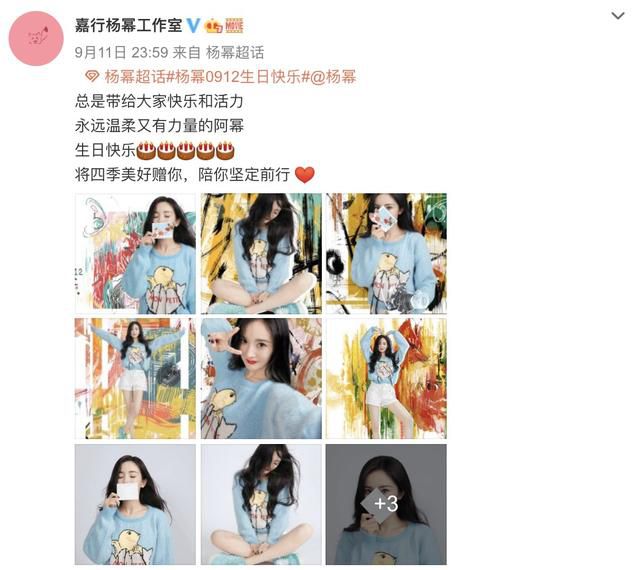 嘉行杨幂工作室
9月11日 23:59 来自 杨幂超话
杨幂超话#杨幂0912生日快乐#@杨幂
总是带给大家快乐和活力
永远温柔又有力量的阿幂
生日快乐🎂🎂🎂🎂🎂
将四季美好赠你，陪你坚定前行 ❤️
+3